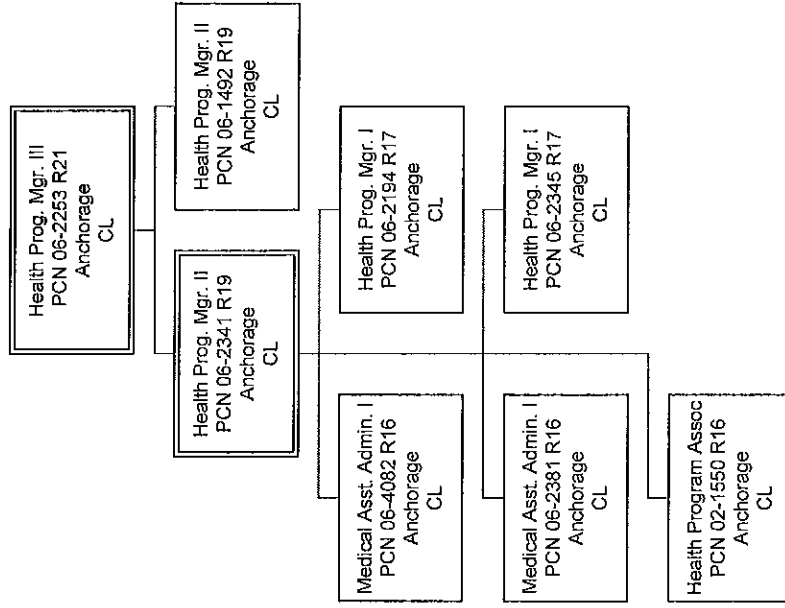 Health Prog. Mgr. III
PCN 06-2253 R21
Anchorage
CL
Health Prog. Mgr. II
PCN 06-2341 R19
Anchorage
CL
Health Prog. Mgr. II
PCN 06-1492 R19
Anchorage
CL
Medical Asst. Admin. I
PCN 06-4082 R16
Anchorage
CL
Health Prog. Mgr. I
PCN 06-2194 R17
Anchorage
CL
Medical Asst. Admin. I
PCN 06-2381 R16
Anchorage
CL
Health Prog. Mgr. I
PCN 06-2345 R17
Anchorage
CL
Health Program Assoc
PCN 02-1550 R16
Anchorage
CL